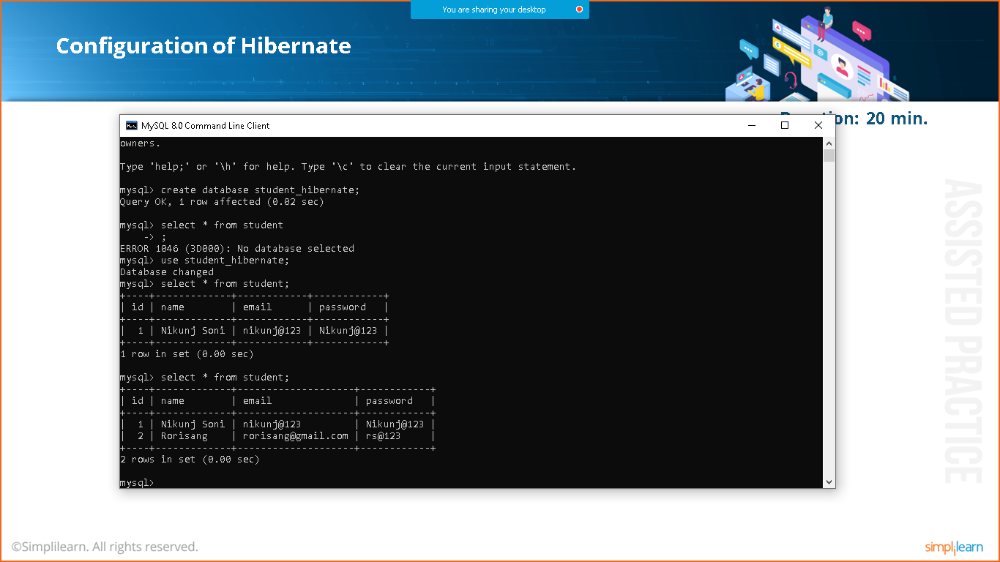 You are sharing your desktop
Configuration of Hibernate
on: 20 min.
MySQL 8.0 Command Line Client
owners.
Type 'help;' or '\h' for help. Type '\c' to clear the current input statement.
mysql> create database student_hibernate;
Query OK, 1 row affected (0.02 sec)
mysql> select * from student
    -> ;
ERROR 1046 (3D000): No database selected
mysql> use student_hibernate;
Database changed
mysql> select * from student;
+----+-------------+------------+------------+
| id | name        | email      | password   |
+----+-------------+------------+------------+
|  1 | Nikunj Soni | nikunj@123 | Nikunj@123 |
+----+-------------+------------+------------+
1 row in set (0.00 sec)
mysql> select * from student;
+----+-------------+--------------------+------------+
| id | name        | email              | password   |
+----+-------------+--------------------+------------+
|  1 | Nikunj Soni | nikunj@123         | Nikunj@123 |
|  2 | Rorisang    | rorisang@gmail.com | rs@123     |
+----+-------------+--------------------+------------+
2 rows in set (0.00 sec)
mysql>
ASSISTED PRACTICE
©Simplilearn. All rights reserved.
simplilearn